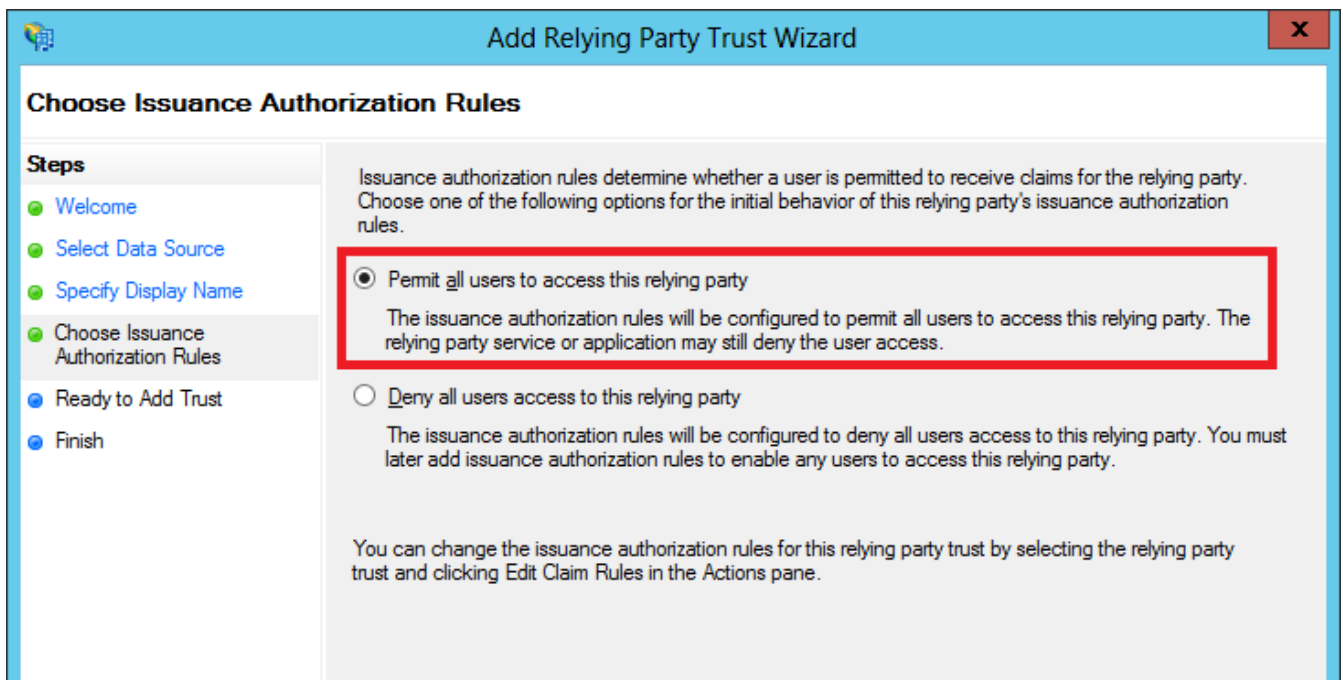 Add Relying Party Trust Wizard
x
Choose Issuance Authorization Rules
Steps
Welcome
Select Data Source
Specify Display Name
Choose Issuance
Authorization Rules
Ready to Add Trust
Finish
Issuance authorization rules determine whether a user is permitted to receive claims for the relying party.
Choose one of the following options for the initial behavior of this relying party's issuance authorization
rules.
Permit all users to access this relying party
The issuance authorization rules will be configured to permit all users to access this relying party. The
relying party service or application may still deny the user access.
Deny all users access to this relying party
The issuance authorization rules will be configured to deny all users access to this relying party. You must
later add issuance authorization rules to enable any users to access this relying party.
You can change the issuance authorization rules for this relying party trust by selecting the relying party
trust and clicking Edit Claim Rules in the Actions pane.